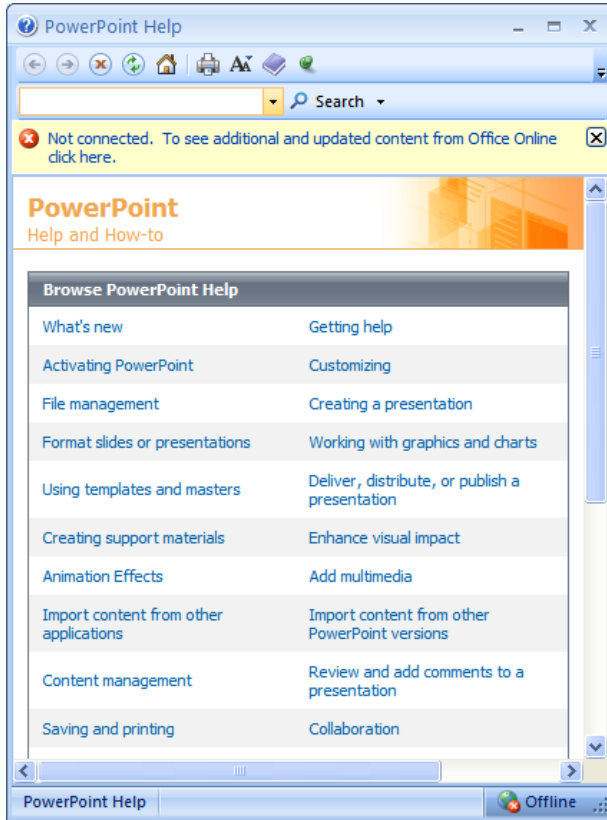 PowerPoint Help
Search
Not connected. To see additional and updated content from Office Online
click here.
PowerPoint
Help and How-to
Browse PowerPoint Help
What's new
Getting help
Activating PowerPoint
Customizing
File management
Creating a presentation
Format slides or presentations
Working with graphics and charts
Using templates and masters
Deliver, distribute, or publish a
presentation
Creating support materials
Enhance visual impact
Animation Effects
Add multimedia
Import content from other
applications
Import content from other
PowerPoint versions
Content management
Review and add comments to a
presentation
Saving and printing
Collaboration
PowerPoint Help
Offline